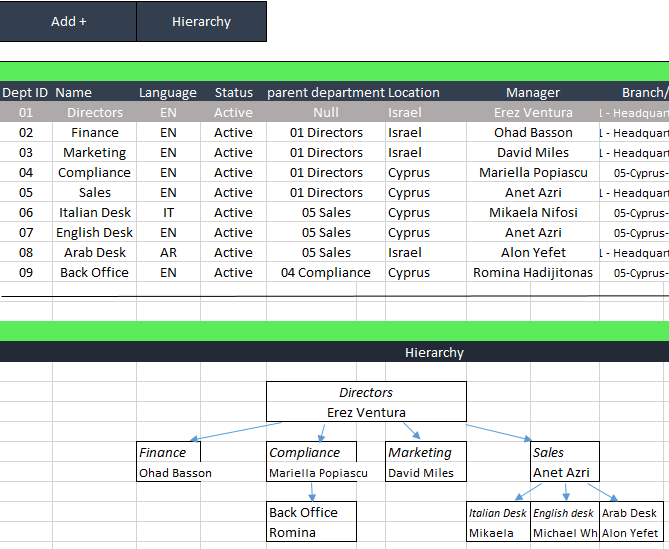 Add + Hierarchy
Dept ID Name Language Status parent department Location Manager Branch/
01 Directors EN Active Null Israel Erez Ventura 1 - Headquart
02 Finance EN Active 01 Directors Israel Ohad Basson 1 - Headquart
03 Marketing EN Active 01 Directors Israel David Miles 1 - Headquart
04 Compliance EN Active 01 Directors Cyprus Mariella Popiascu 05-Cyprus-
05 Sales EN Active 01 Directors Cyprus Anet Azri 1 - Headquart
06 Italian Desk IT Active 05 Sales Cyprus Mikaela Nifosi 05-Cyprus-
07 English Desk EN Active 05 Sales Cyprus Anet Azri 05-Cyprus-
08 Arab Desk AR Active 05 Sales Israel Alon Yefet 1 - Headquart
09 Back Office EN Active 04 Compliance Cyprus Romina Hadijitonas 05-Cyprus-
Hierarchy
Directors
Erez Ventura
Finance Compliance Marketing Sales
Ohad Basson Mariella Popiascu David Miles Anet Azri
Back Office Italian Desk English desk Arab Desk
Romina Mikaela Michael Wh Alon Yefet